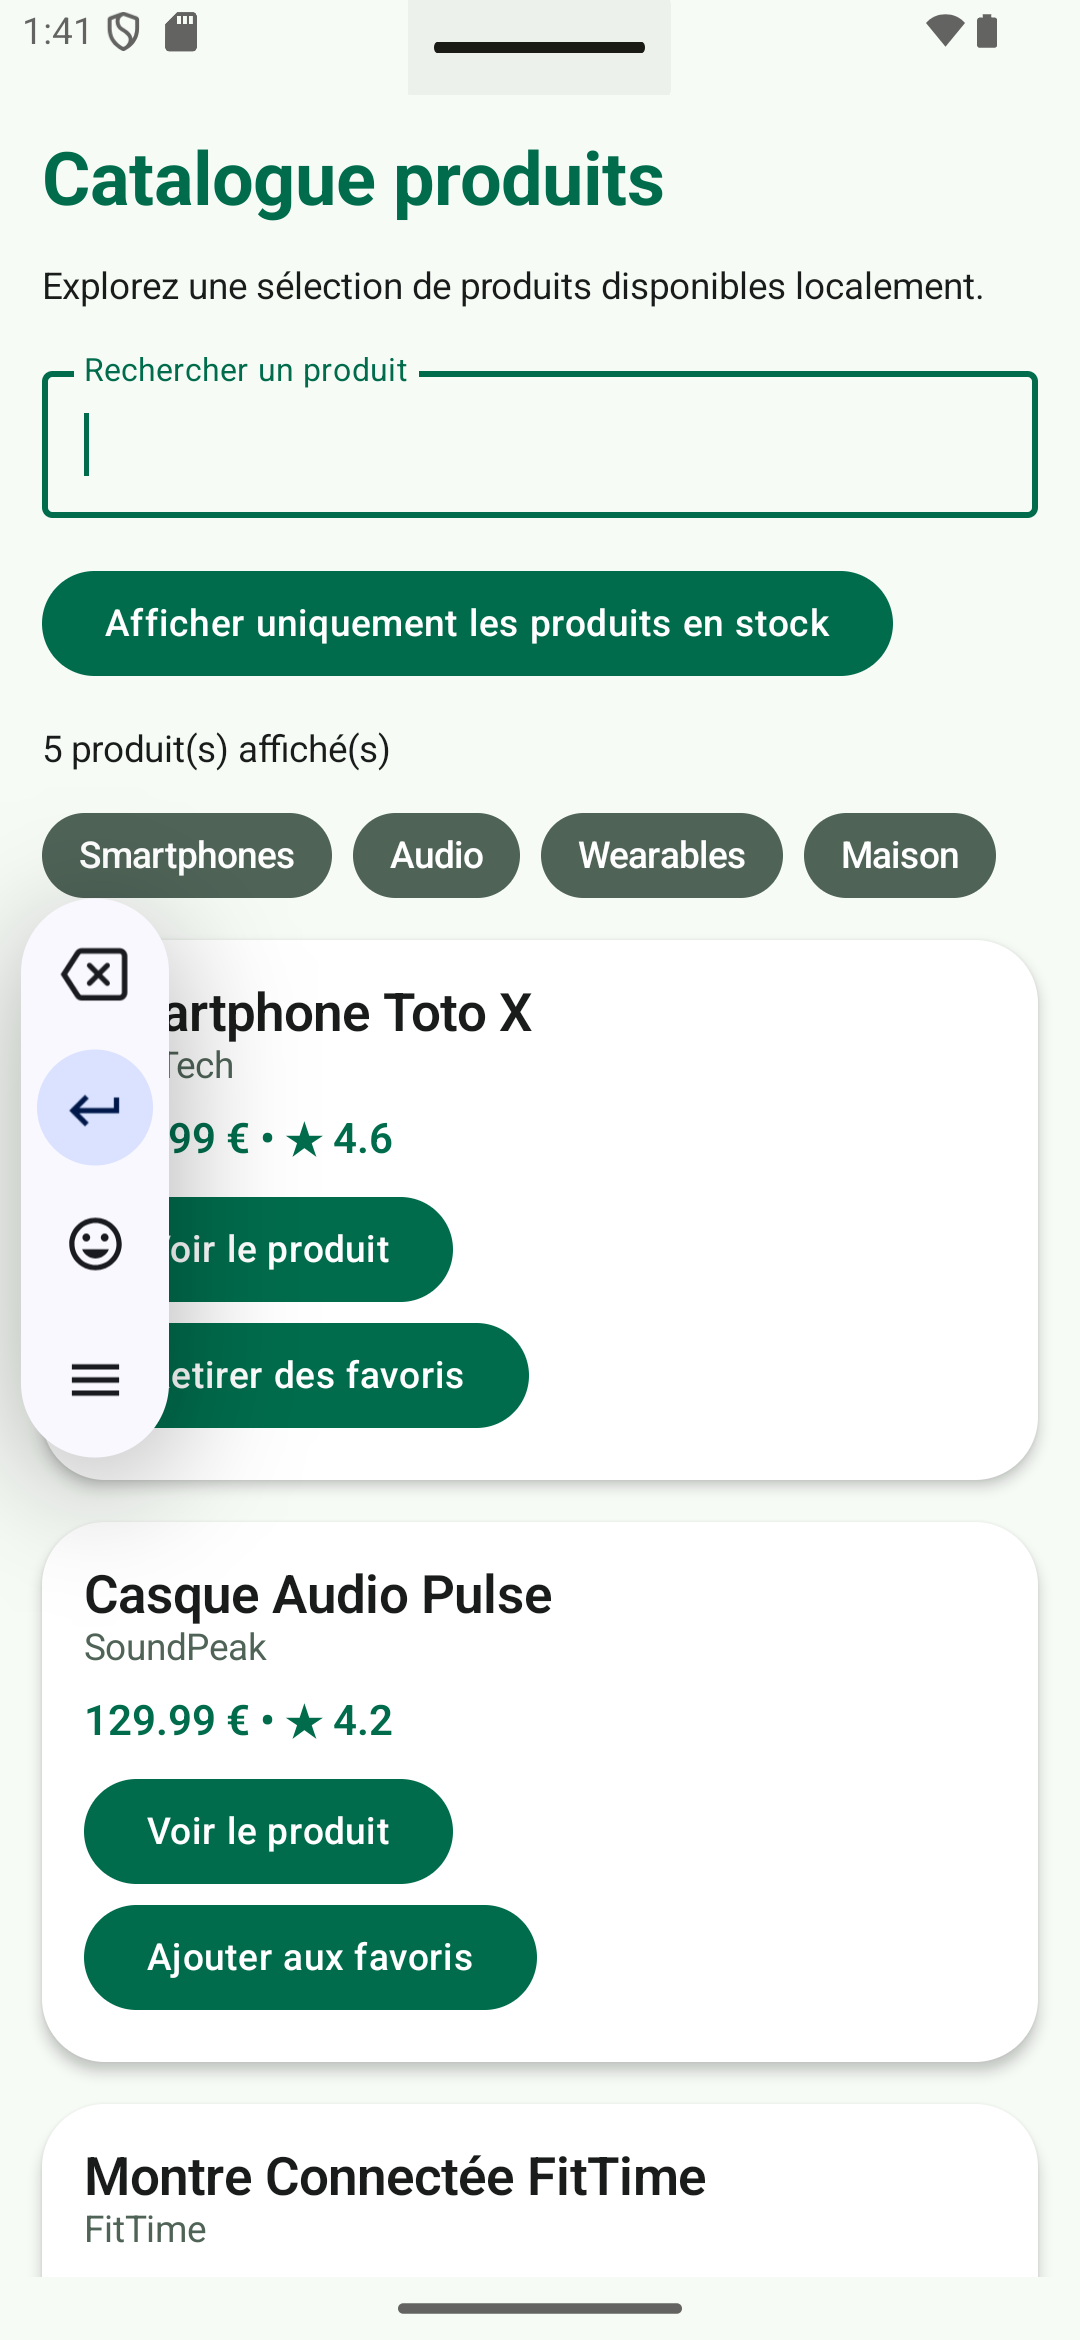 1:41
Catalogue produits
Explorez une sélection de produits disponibles localement.
Rechercher un produit
Afficher uniquement les produits en stock
5 produit(s) affiché(s)
Smartphones Audio Wearables Maison
artphone Toto X
Tech
99 € • ★ 4.6
oir le produit
etirer des favoris
Casque Audio Pulse
SoundPeak
129.99 € • ★ 4.2
Voir le produit
Ajouter aux favoris
Montre Connectée FitTime
FitTime